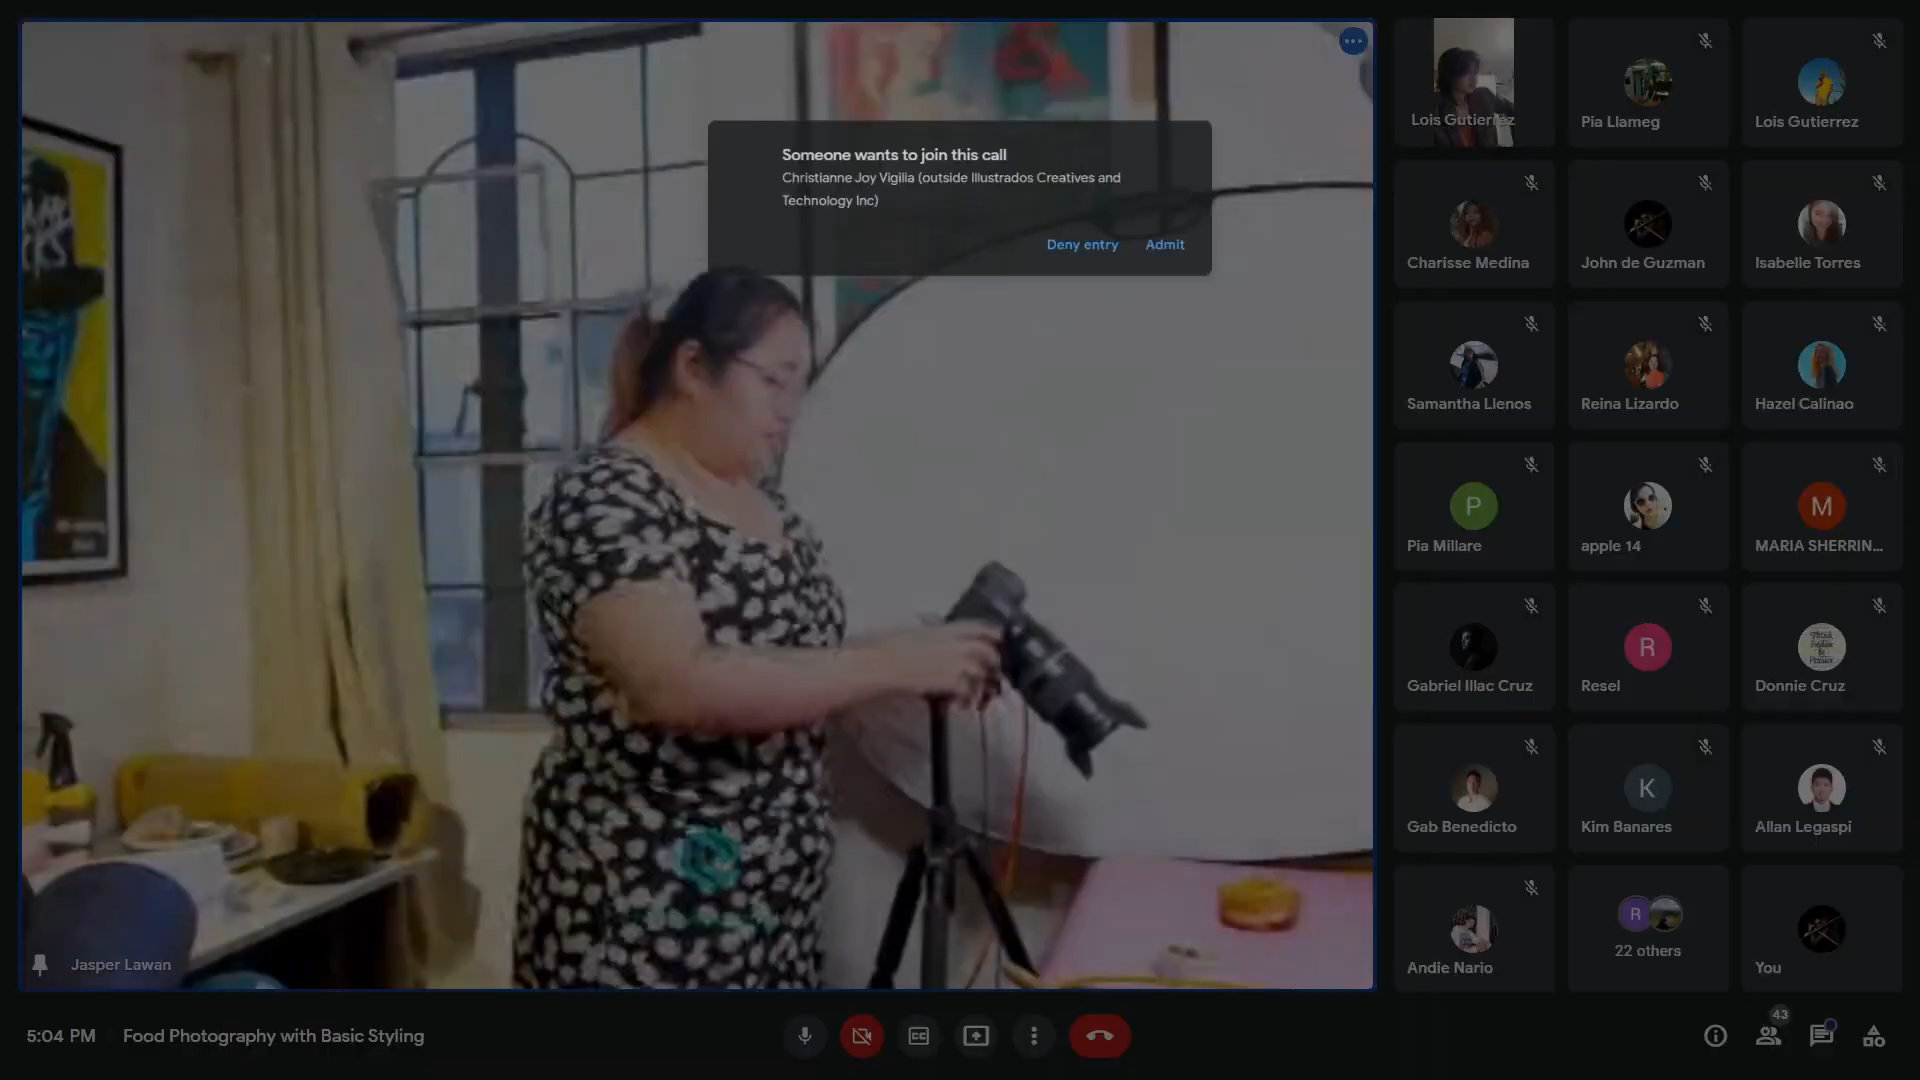 Someone wants to join this call
Christianne Joy Vigilia (outside Illustrados Creatives and
Technology Inc)
Deny entry Admit
Jasper Lawan
Lois Gutierrez
Pia Llameg
Lois Gutierrez
Charisse Medina
John de Guzman
Isabelle Torres
Samantha Llenos
Reina Lizardo
Hazel Calinao
P
Pia Millare
apple 14
M
MARIA SHERRIN...
Gabriel Illac Cruz
R
Resel
Donnie Cruz
Gab Benedicto
K
Kim Banares
Allan Legaspi
Andie Nario
R
22 others
You
5:04 PM Food Photography with Basic Styling
CC
43